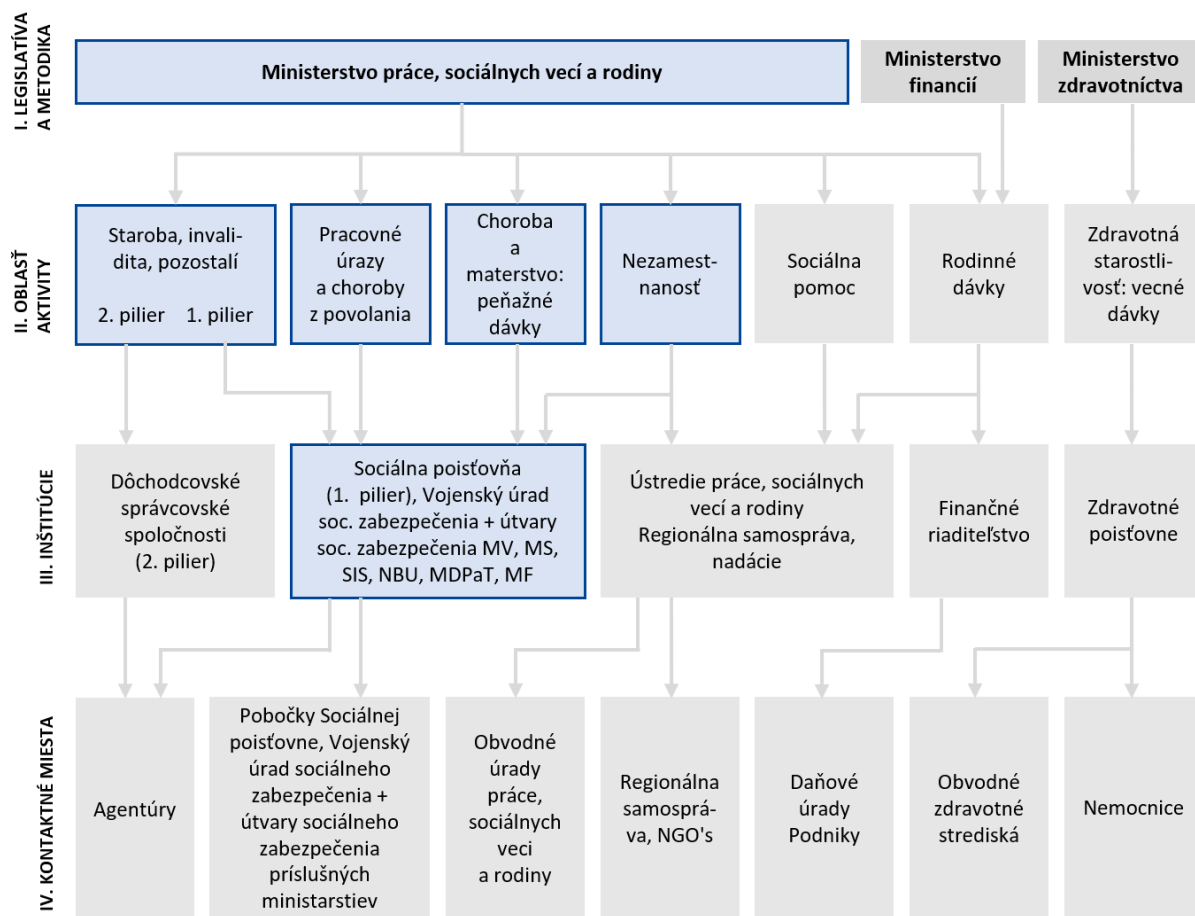 I. LEGISLATÍVA
A METODIKA
Ministerstvo práce, sociálnych vecí a rodiny
Ministerstvo
financií
Ministerstvo
zdravotníctva
II. OBLASŤ
AKTIVITY
Staroba, invali-
dita, pozostalí
2. pilier 1. pilier
Pracovné
úrazy
a choroby
z povolania
Choroba
a
materstvo:
peňažné
dávky
Nezamest-
nanosť
Sociálna
pomoc
Rodinné
dávky
Zdravotná
starostli-
vosť: vecné
dávky
III. INŠTITÚCIE
Dôchodcovské
správcovské
spoločnosti
(2. pilier)
Sociálna poisťovňa
(1. pilier), Vojenský úrad
soc. zabezpečenia + útvary
soc. zabezpečenia MV, MS,
SIS, NBU, MDPaT, MF
Ústredie práce, sociálnych
vecí a rodiny
Regionálna samospráva,
nadácie
Finančné
riaditeľstvo
Zdravotné
poisťovne
IV. KONTAKTNÉ MIESTA
Agentúry
Pobočky Sociálnej
poisťovne, Vojenský
úrad sociálneho
zabezpečenia +
útvary sociálneho
zabezpečenia
príslušných
ministarstiev
Obvodné
úrady
práce,
sociálnych
veci
a rodiny
Regionálna
samosprá-
va, NGO's
Daňové
úrady
Podniky
Obvodné
zdravotné
strediská
Nemocnice